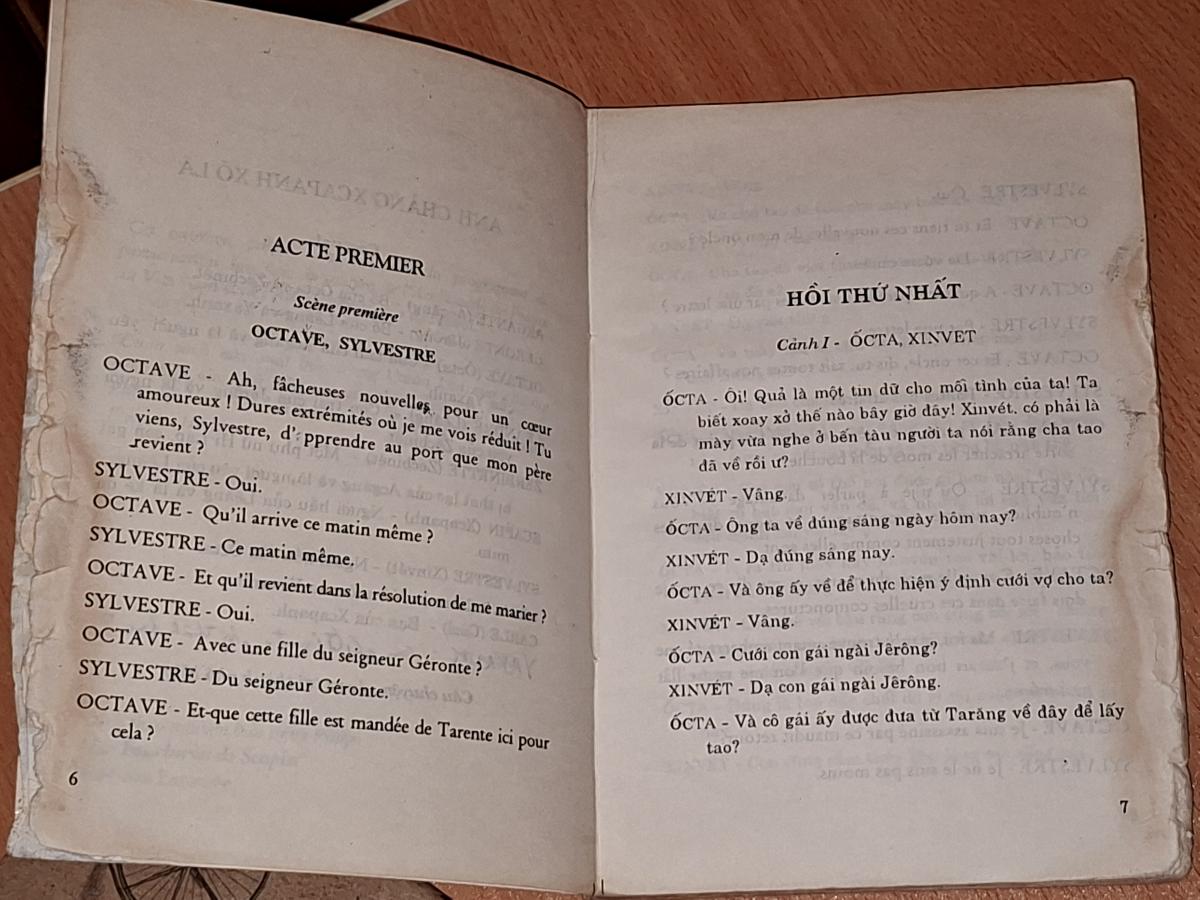 ACTE PREMIER
Scène première
OCTAVE, SYLVESTRE
OCTAVE - Ah, fâcheuses nouvelles pour un cœur
amoureux ! Dures extrémités où je me vois réduit ! Tu
viens, Sylvestre, d' pprendre au port que mon père
revient ?
SYLVESTRE - Oui.
OCTAVE - Qu'il arrive ce matin même ?
SYLVESTRE - Ce matin même.
OCTAVE - Et qu'il revient dans la résolution de me marier ?
SYLVESTRE - Oui.
OCTAVE - Avec une fille du seigneur Géronte ?
SYLVESTRE - Du seigneur Géronte.
OCTAVE - Et-que cette fille est mandée de Tarente ici pour
cela ?
6
HỒI THỨ NHẤT
Cảnh I - ỐCTA, XINVET
ỐCTA - Ôi! Quả là một tin dữ cho mối tình của ta! Ta
biết xoay xở thế nào bây giờ đây! Xinvét. có phải là
mày vừa nghe ở bến tàu người ta nói rằng cha tao
đã về rồi ư?
XINVÉT - Vâng.
ỐCTA - Ông ta về đúng sáng ngày hôm nay?
XINVÉT - Dạ đúng sáng nay.
ỐCTA - Và ông ấy về để thực hiện ý định cưới vợ cho ta?
XINVÉT - Vâng.
ỐCTA - Cưới con gái ngài Jêrông?
XINVÉT - Dạ con gái ngài Jêrông.
ỐCTA - Và cô gái ấy được đưa từ Tarăng về đây để lấy
tao?
7